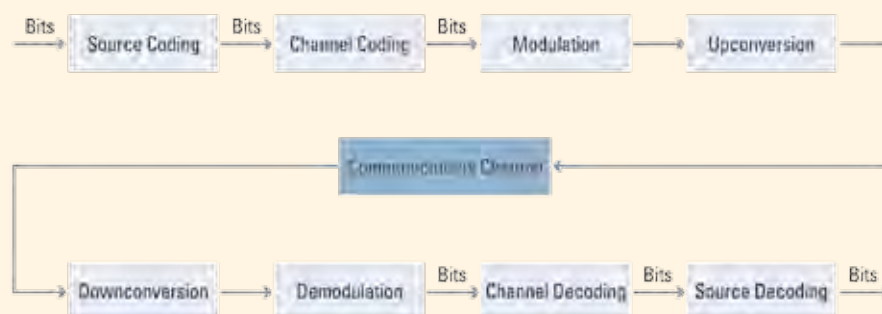 Bits Bits Bits
Source Coding Channel Coding Modulation Upconversion
Communications Channel
Bits Bits Bits
Downconversion Demodulation Channel Decoding Source Decoding